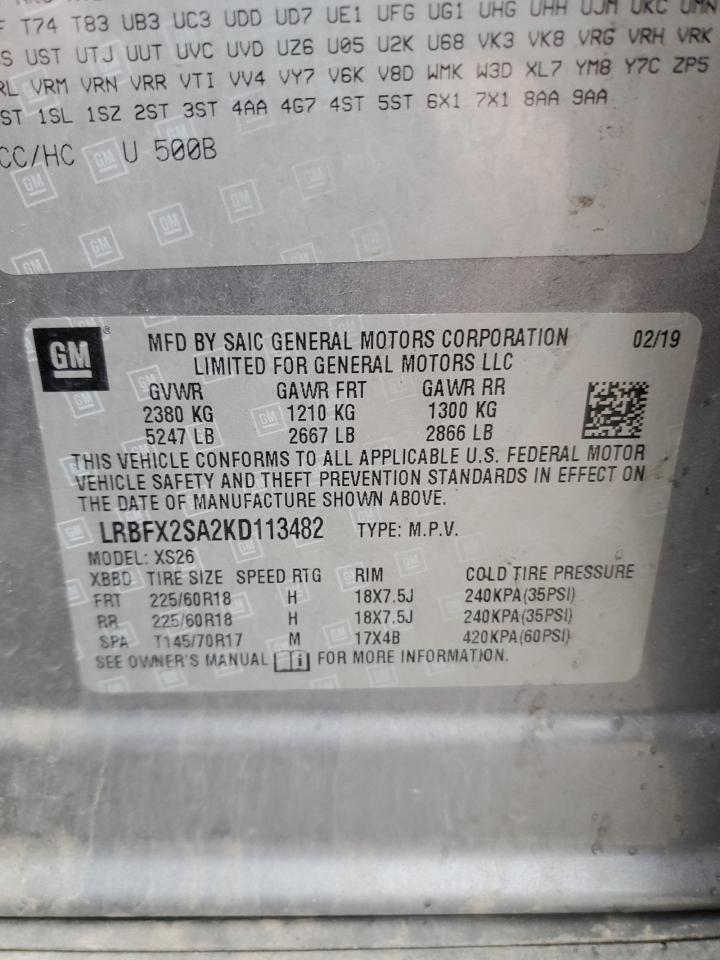 T74 T83 UB3 UC3 UDD UD7 UE1 UFG UG1 UHG UHH UJM UKC UMN
UST UTJ UUT UVC UVD UZ6 U05 U2K U68 VK3 VK8 VRG VRH VRK
RL VRM VRN VRR VTI VV4 VY7 V6K V8D WMK W3D XL7 YM8 Y7C ZP5
ST 1SL 1SZ 2ST 3ST 4AA 4G7 4ST 5ST 6X1 7X1 8AA 9AA
CC/HC U 500B
GM ® MFD BY SAIC GENERAL MOTORS CORPORATION 02/19
LIMITED FOR GENERAL MOTORS LLC
GVWR GAWR FRT GAWR RR
2380 KG 1210 KG 1300 KG
5247 LB 2667 LB 2866 LB
THIS VEHICLE CONFORMS TO ALL APPLICABLE U.S. FEDERAL MOTOR
VEHICLE SAFETY AND THEFT PREVENTION STANDARDS IN EFFECT ON
THE DATE OF MANUFACTURE SHOWN ABOVE.
LRBFX2SA2KD113482 TYPE: M.P.V.
MODEL: XS26
XBBD TIRE SIZE SPEED RTG RIM COLD TIRE PRESSURE
FRT 225/60R18 H 18X7.5J 240KPA(35PSI)
RR 225/60R18 H 18X7.5J 240KPA(35PSI)
SPA T145/70R17 M 17X4B 420KPA(60PSI)
SEE OWNER'S MANUAL i FOR MORE INFORMATION.